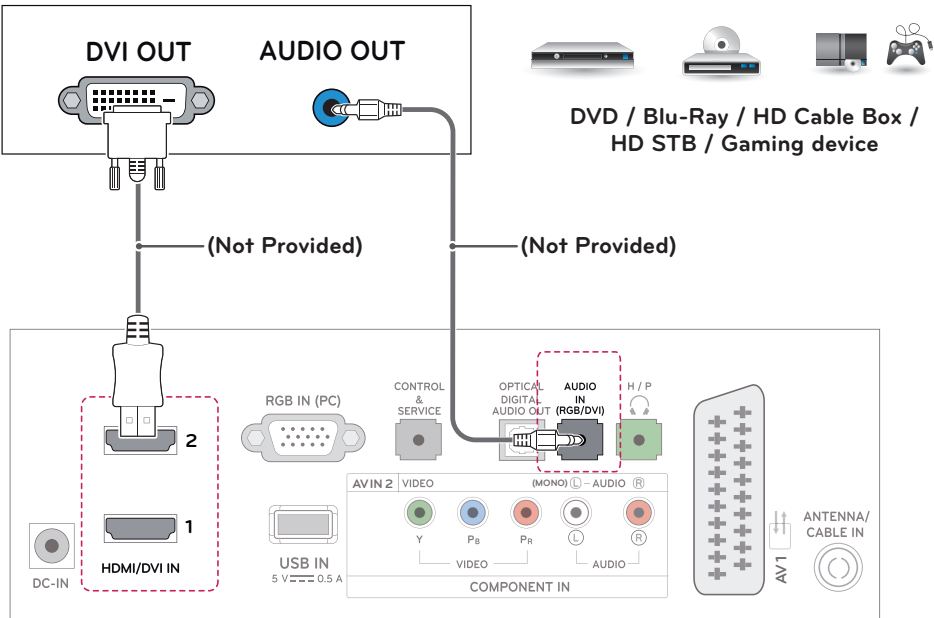 DVI OUT
AUDIO OUT
DVD / Blu-Ray / HD Cable Box /
HD STB / Gaming device
(Not Provided)
(Not Provided)
RGB IN (PC)
CONTROL
&
SERVICE
OPTICAL
DIGITAL
AUDIO OUT
AUDIO
IN
(RGB/DVI)
H / P
2
1
HDMI/DVI IN
DC-IN
USB IN
5 V 0.5 A
AV IN 2
VIDEO
(MONO) L – AUDIO R
Y
PB
PR
L
R
VIDEO
AUDIO
COMPONENT IN
AV 1
ANTENNA/
CABLE IN